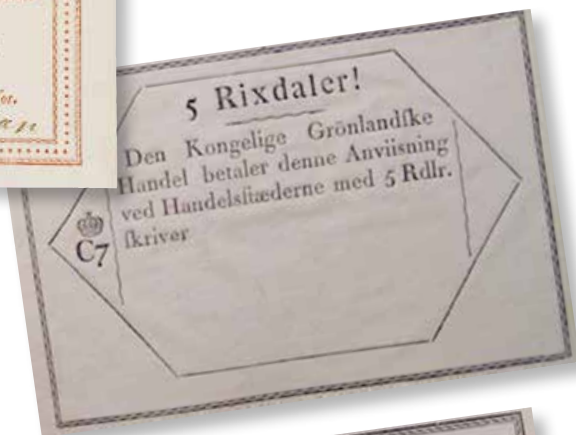 5 Rixdaler!
Den Kongelige Grönlandſke
Handel betaler denne Anviisning
ved Handelsſtæderne med 5 Rdlr.
ſkriver
C7